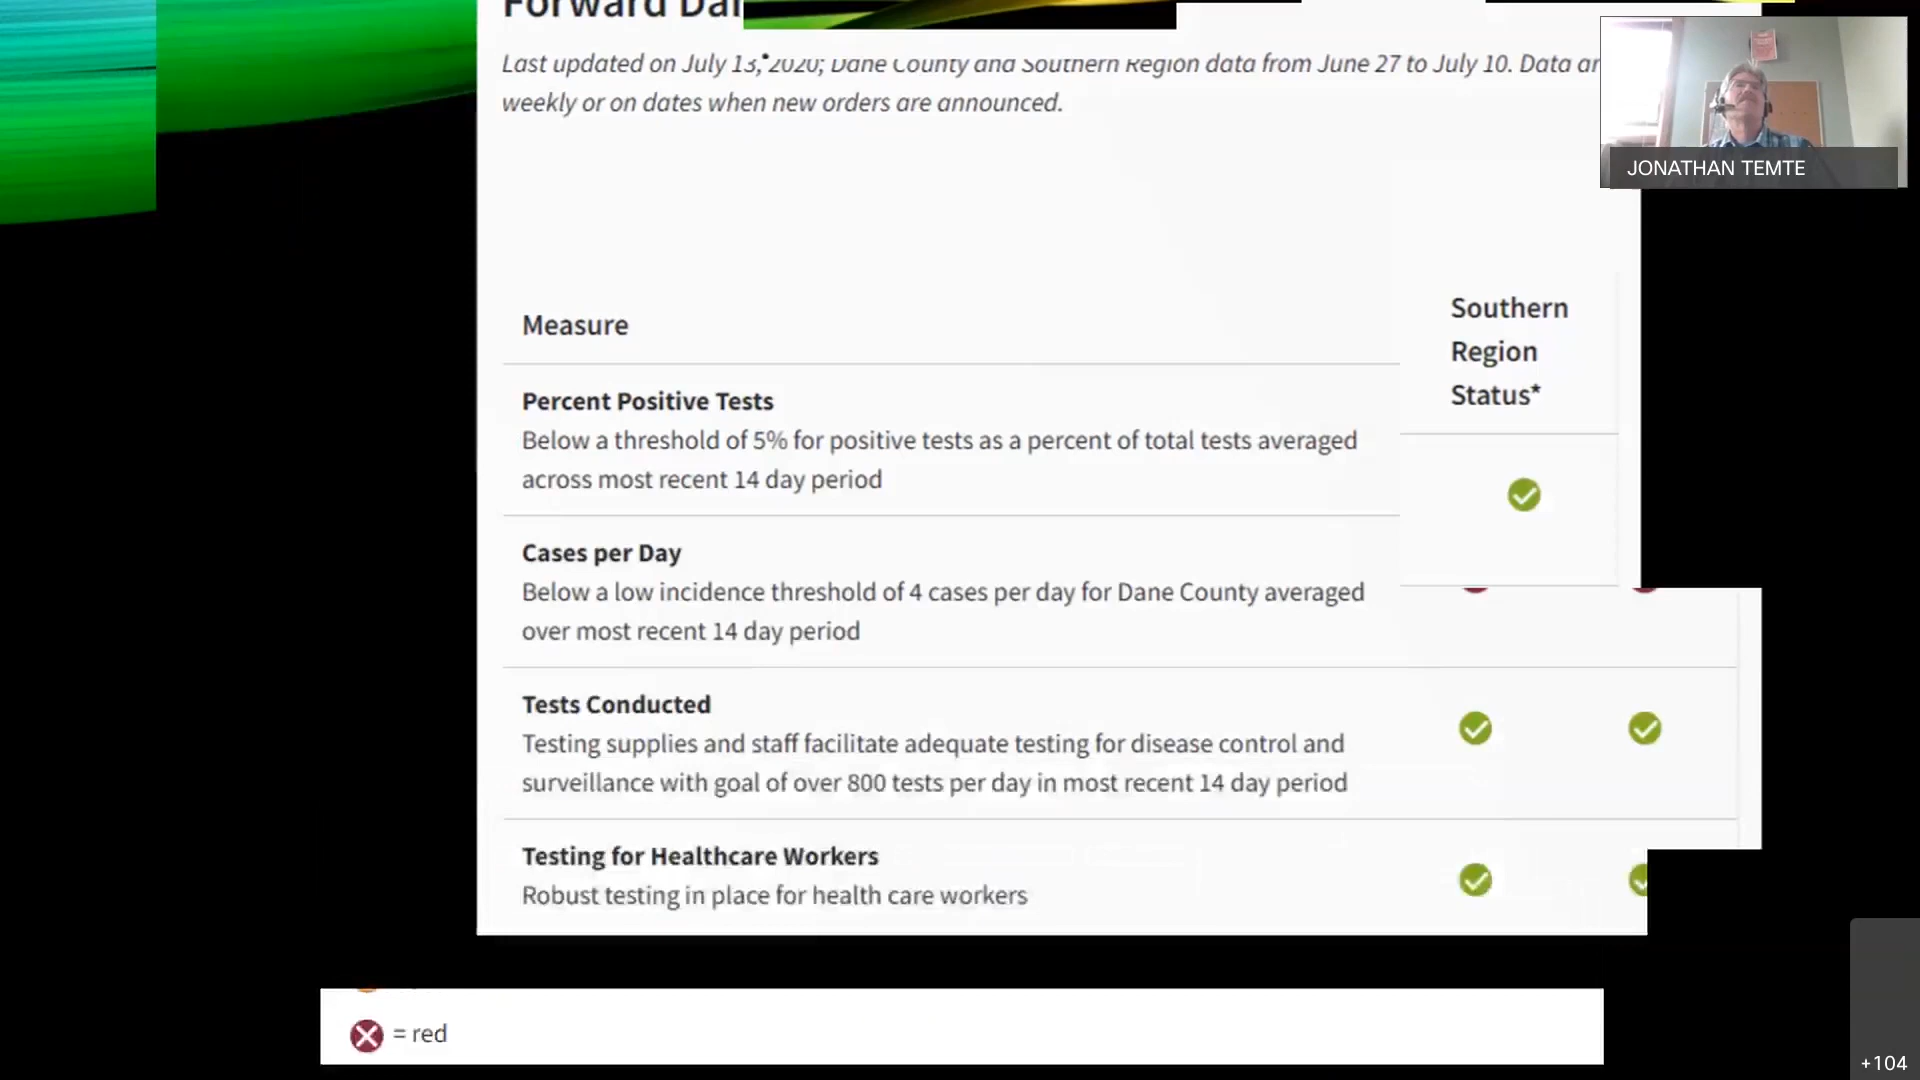 Forward Dan
Last updated on July 13, 2020; Dane County and Southern Region data from June 27 to July 10. Data ar
weekly or on dates when new orders are announced.
JONATHAN TEMTE
Measure
Southern
Region
Status*
Percent Positive Tests
Below a threshold of 5% for positive tests as a percent of total tests averaged
across most recent 14 day period
Cases per Day
Below a low incidence threshold of 4 cases per day for Dane County averaged
over most recent 14 day period
Tests Conducted
Testing supplies and staff facilitate adequate testing for disease control and
surveillance with goal of over 800 tests per day in most recent 14 day period
Testing for Healthcare Workers
Robust testing in place for health care workers
= red
+104